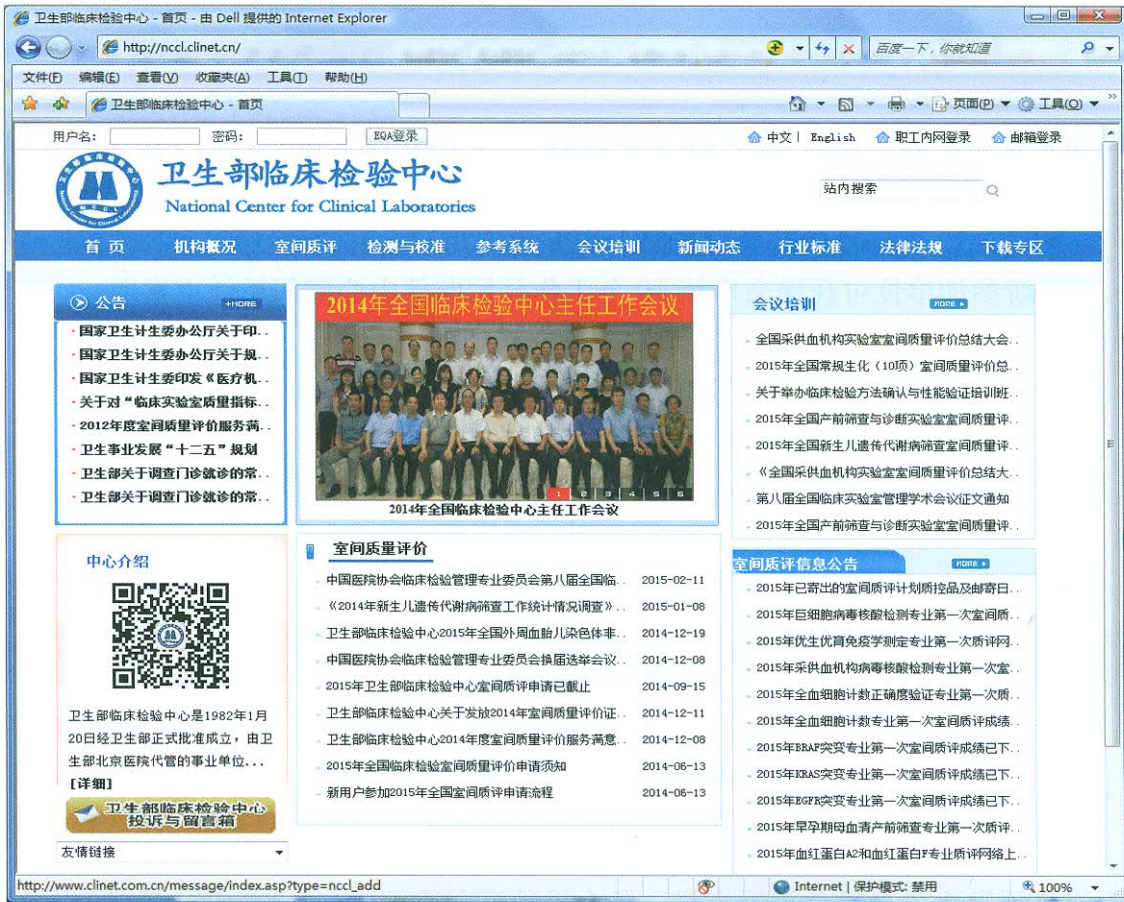 卫生部临床检验中心 - 首页 - 由 Dell 提供的 Internet Explorer
http://nccl.clinet.cn/
百度一下，你就知道
文件(F) 编辑(E) 查看(V) 收藏夹(A) 工具(T) 帮助(H)
卫生部临床检验中心 - 首页
页面(P) 工具(O)
用户名： 密码： EQA登录 中文 | English 职工内网登录 邮箱登录
卫生部临床检验中心
National Center for Clinical Laboratories
站内搜索
首 页 机构概况 室间质评 检测与校准 参考系统 会议培训 新闻动态 行业标准 法律法规 下载专区
公告 +MORE
国家卫生计生委办公厅关于印..
国家卫生计生委办公厅关于规..
国家卫生计生委印发《医疗机..
关于对“临床实验室质量指标..
2012年度室间质量评价服务满..
卫生事业发展“十二五”规划
卫生部关于调查门诊就诊的常..
卫生部关于调查门诊就诊的常..
2014年全国临床检验中心主任工作会议
1 2 3 4 5 6
2014年全国临床检验中心主任工作会议
会议培训 MORE
全国采供血机构实验室室间质量评价总结大会..
2015年全国常规生化（10项）室间质量评价总..
关于举办临床检验方法确认与性能验证培训班..
2015年全国产前筛查与诊断实验室室间质量评..
2015年全国新生儿遗传代谢病筛查室间质量评..
《全国采供血机构实验室室间质量评价总结大..
第八届全国临床实验室管理学术会议征文通知
2015年全国产前筛查与诊断实验室室间质量评..
中心介绍
卫生部临床检验中心是1982年1月
20日经卫生部正式批准成立，由卫
生部北京医院代管的事业单位...
[详细]
卫生部临床检验中心
投诉与留言箱
友情链接
室间质量评价
中国医院协会临床检验管理专业委员会第八届全国临.. 2015-02-11
《2014年新生儿遗传代谢病筛查工作统计情况调查》.. 2015-01-08
卫生部临床检验中心2015年全国外周血胎儿染色体非.. 2014-12-19
中国医院协会临床检验管理专业委员会换届选举会议.. 2014-12-08
2015年卫生部临床检验中心室间质评申请已截止 2014-09-15
卫生部临床检验中心关于发放2014年室间质量评价证.. 2014-12-11
卫生部临床检验中心2014年度室间质量评价服务满意.. 2014-12-08
2015年全国临床检验室间质量评价申请须知 2014-06-13
新用户参加2015年全国室间质评申请流程 2014-06-13
室间质评信息公告 MORE
2015年已寄出的室间质评计划质控品及邮寄日..
2015年巨细胞病毒核酸检测专业第一次室间质..
2015年优生优育免疫学测定专业第一次质评网..
2015年采供血机构病毒核酸检测专业第一次室..
2015年全血细胞计数正确度验证专业第一次质..
2015年全血细胞计数专业第一次室间质评成绩..
2015年BRAF突变专业第一次室间质评成绩已下..
2015年KRAS突变专业第一次室间质评成绩已下..
2015年EGFR突变专业第一次室间质评成绩已下..
2015年早孕期母血清产前筛查专业第一次质评..
2015年血红蛋白A2和血红蛋白F专业质评网络上..
http://www.clinet.com.cn/message/index.asp?type=nccl_add
Internet | 保护模式: 禁用 100%